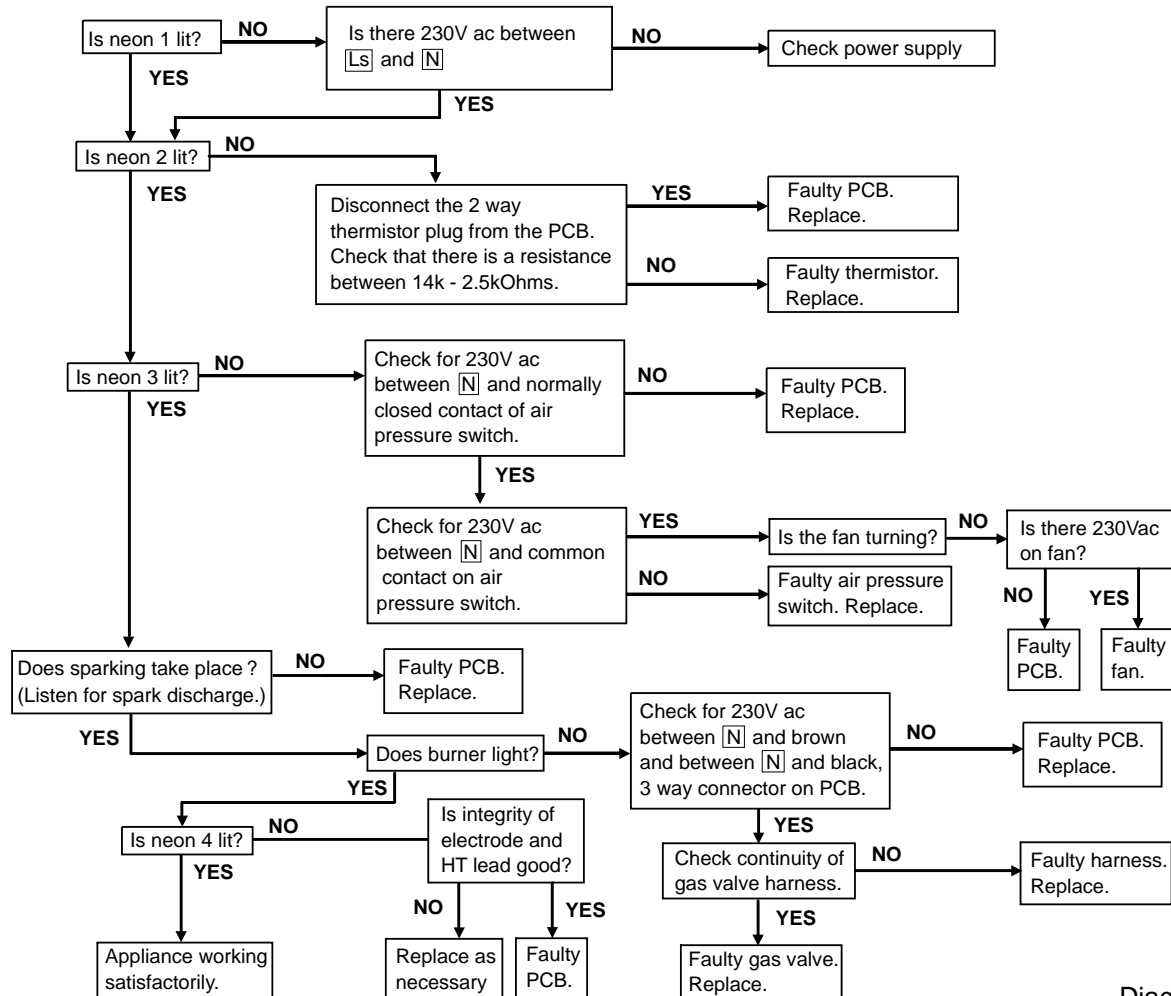 Is neon 1 lit?
NO
Is there 230V ac between
Ls and N
NO
Check power supply
YES
YES
Is neon 2 lit?
NO
YES
Disconnect the 2 way
thermistor plug from the PCB.
Check that there is a resistance
between 14k - 2.5kOhms.
YES
Faulty PCB.
Replace.
NO
Faulty thermistor.
Replace.
Is neon 3 lit?
NO
YES
Check for 230V ac
between N and normally
closed contact of air
pressure switch.
NO
Faulty PCB.
Replace.
YES
Check for 230V ac
between N and common
contact on air
pressure switch.
YES
Is the fan turning?
NO
Is there 230Vac
on fan?
NO
Faulty air pressure
switch. Replace.
NO
YES
Faulty
PCB.
Faulty
fan.
Does sparking take place ?
(Listen for spark discharge.)
NO
Faulty PCB.
Replace.
YES
Does burner light?
NO
Check for 230V ac
between N and brown
and between N and black,
3 way connector on PCB.
NO
Faulty PCB.
Replace.
YES
YES
Is neon 4 lit?
NO
Is integrity of
electrode and
HT lead good?
YES
Check continuity of
gas valve harness.
NO
Faulty harness.
Replace.
NO
YES
YES
Appliance working
satisfactorily.
Replace as
necessary
Faulty
PCB.
Faulty gas valve.
Replace.
Diag